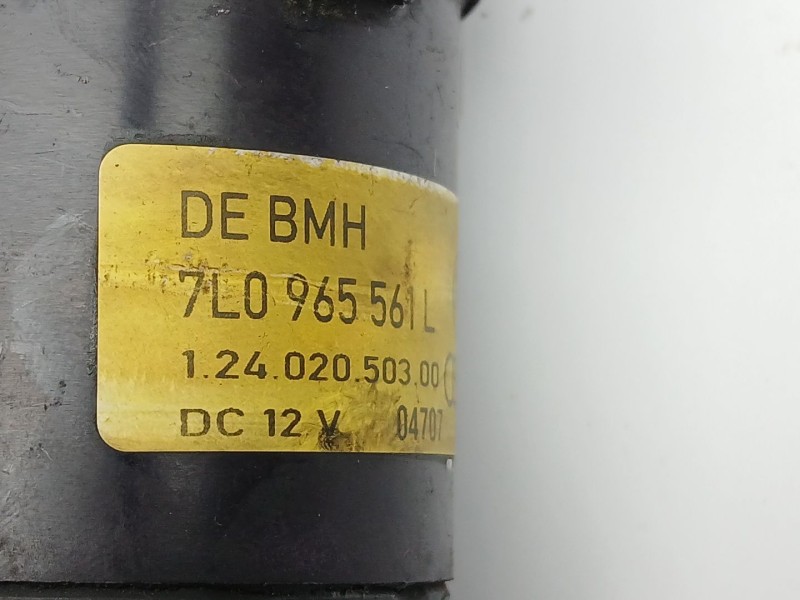 DE BMH
7L0 965 561 L
1.24.020.503.00
DC 12 V 04707